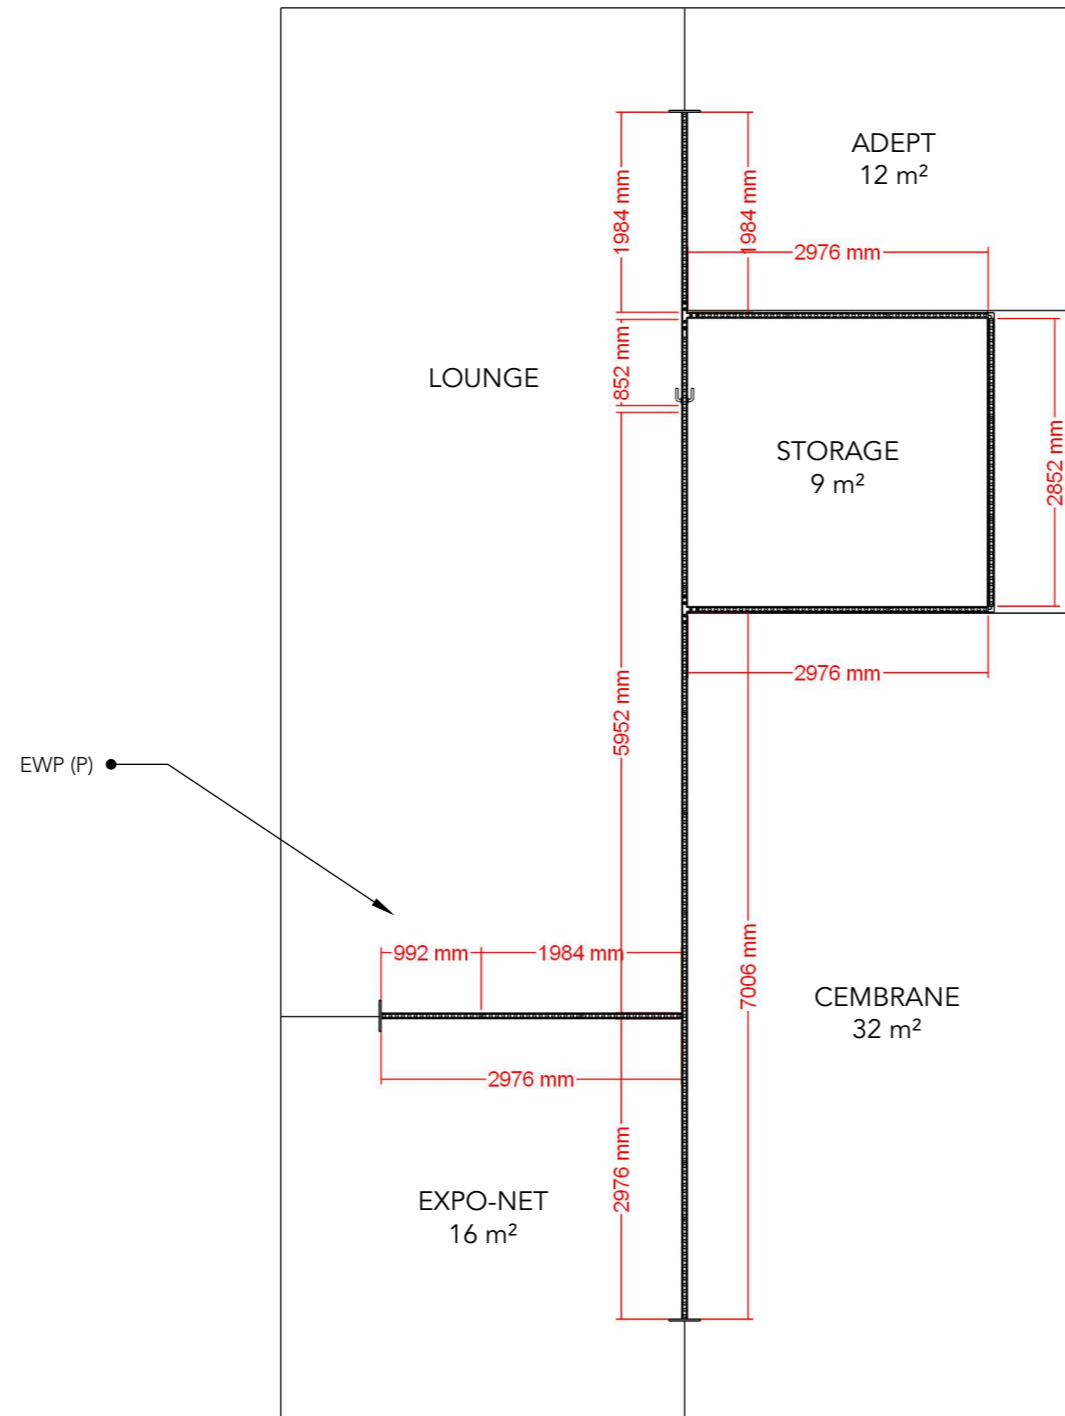 ADEPT
12 m²
1984 mm
1984 mm
2976 mm
852 mm
LOUNGE
STORAGE
9 m²
2852 mm
2976 mm
5952 mm
EWP (P)
992 mm
1984 mm
7006 mm
CEMBRANE
32 m²
2976 mm
2976 mm
EXPO-NET
16 m²